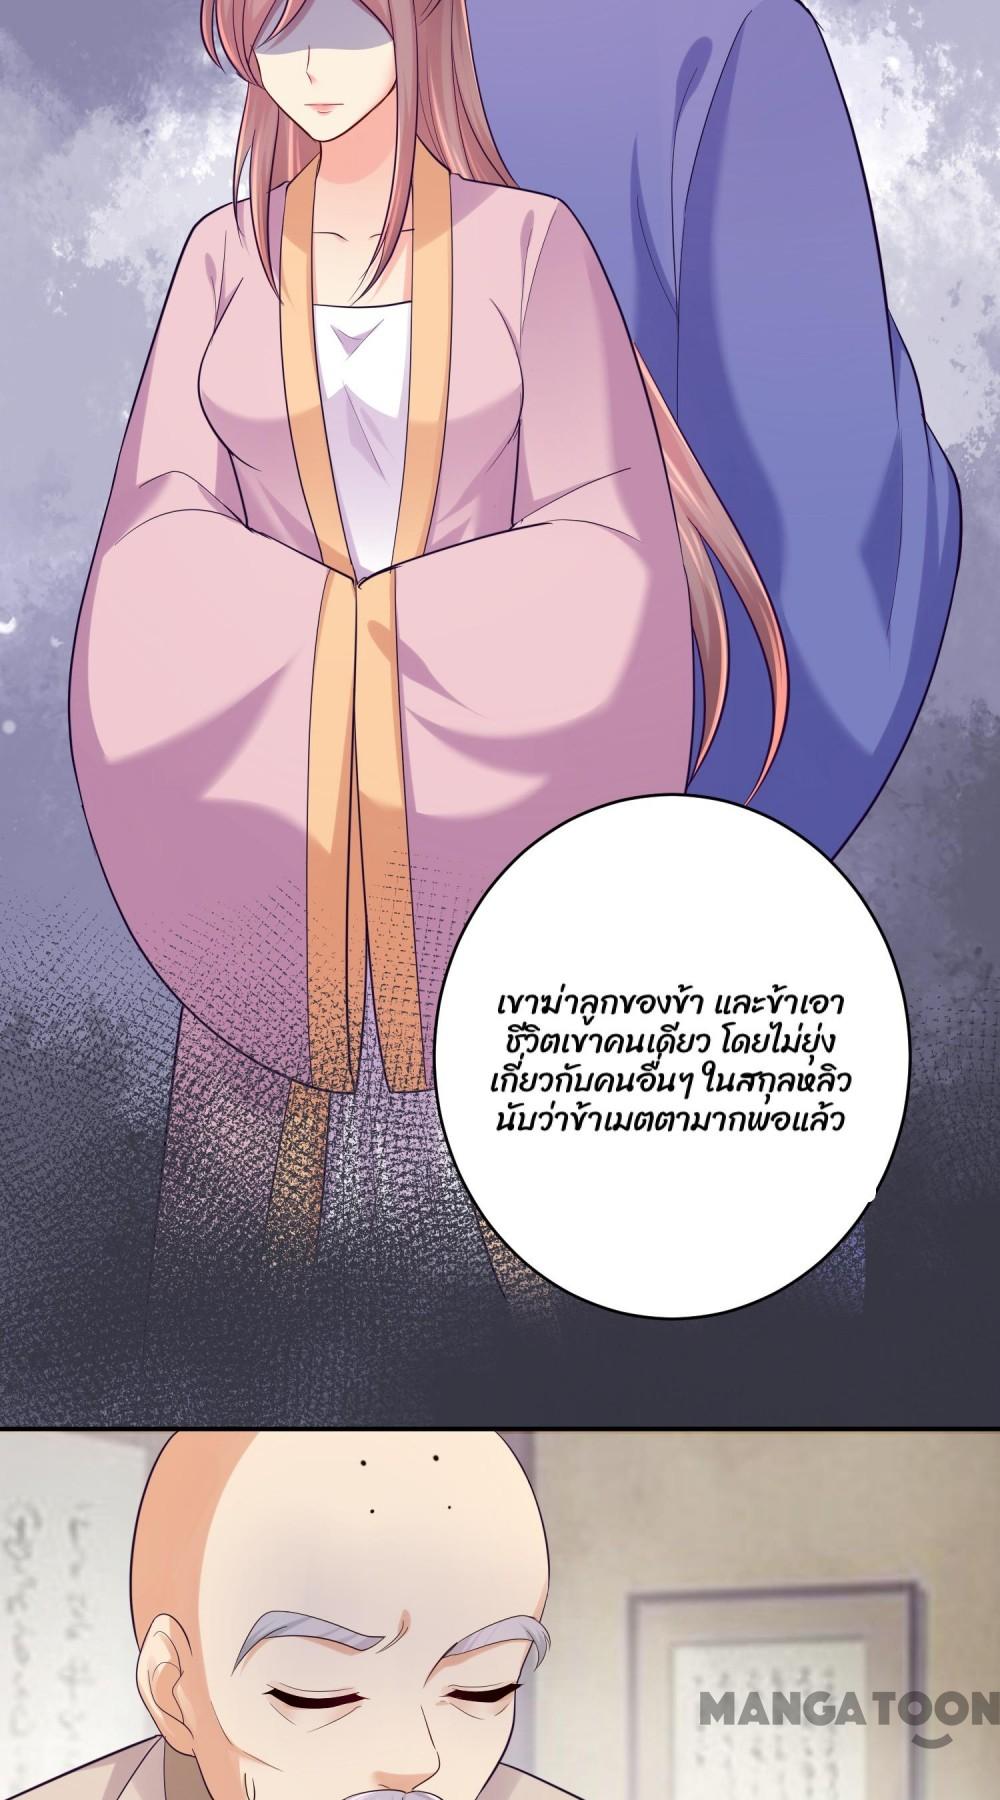 เขาฆ่าลูกของข้า และข้าเอา
ชีวิตเขาคนเดียว โดยไม่ยุ่ง
เกี่ยวกับคนอื่นๆ ในสกุลหลิว
นับว่าข้าเมตตามากพอแล้ว
MANGATOON